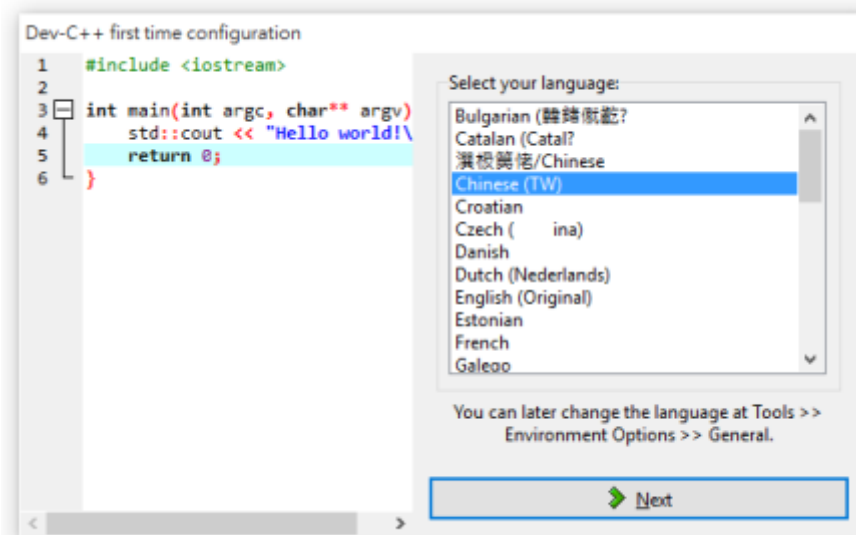 Dev-C++ first time configuration
1 #include <iostream>
2
3 int main(int argc, char** argv)
4 std::cout << "Hello world!\
5 return 0;
6 }
Select your language:
Bulgarian (
Catalan (Catal?
/Chinese
Chinese (TW)
Croatian
Czech ( ina)
Danish
Dutch (Nederlands)
English (Original)
Estonian
French
Galego
You can later change the language at Tools >>
Environment Options >> General.
Next